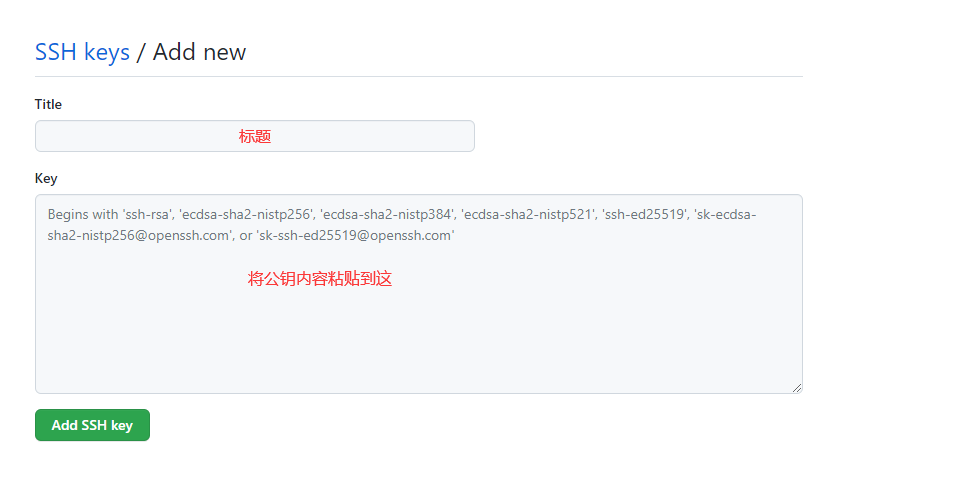 SSH keys / Add new
Title
标题
Key
Begins with 'ssh-rsa', 'ecdsa-sha2-nistp256', 'ecdsa-sha2-nistp384', 'ecdsa-sha2-nistp521', 'ssh-ed25519', 'sk-ecdsa-
sha2-nistp256@openssh.com', or 'sk-ssh-ed25519@openssh.com'
将公钥内容粘贴到这
Add SSH key